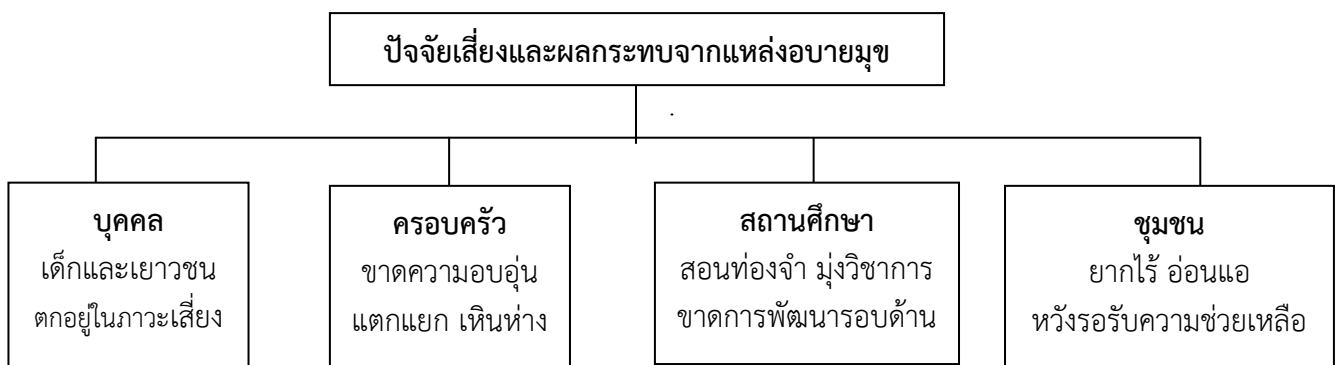 ปัจจัยเสี่ยงและผลกระทบจากแหล่งอบายมุข
บุคคล
เด็กและเยาวชน
ตกอยู่ในภาวะเสี่ยง
ครอบครัว
ขาดความอบอุ่น
แตกแยก เหินห่าง
สถานศึกษา
สอนท่องจำ มุ่งวิชาการ
ขาดการพัฒนารอบด้าน
ชุมชน
ยากไร้ อ่อนแอ
หวังรอรับความช่วยเหลือ